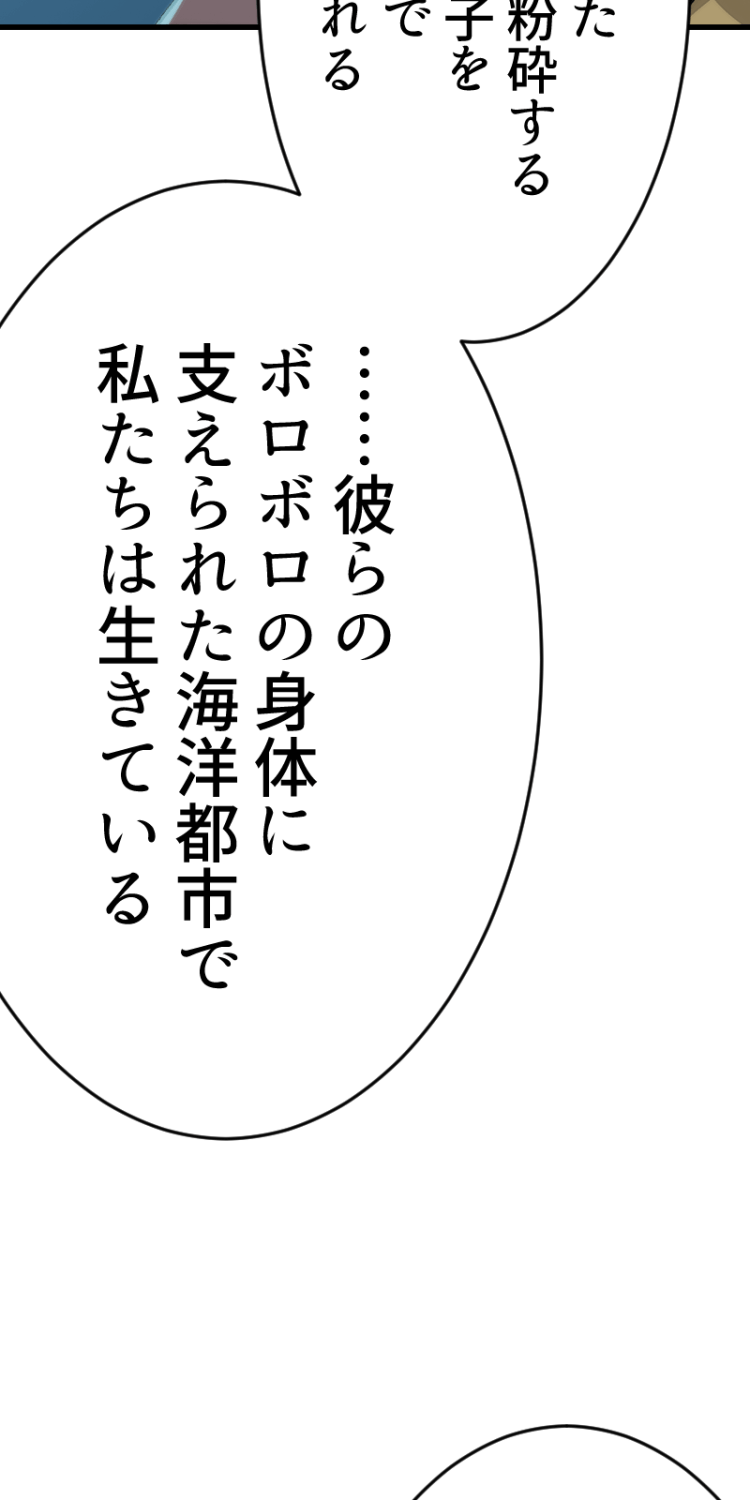 た
粉砕する
子を
で
れる
……彼らの
ボロボロの身体に
支えられた海洋都市で
私たちは生きている